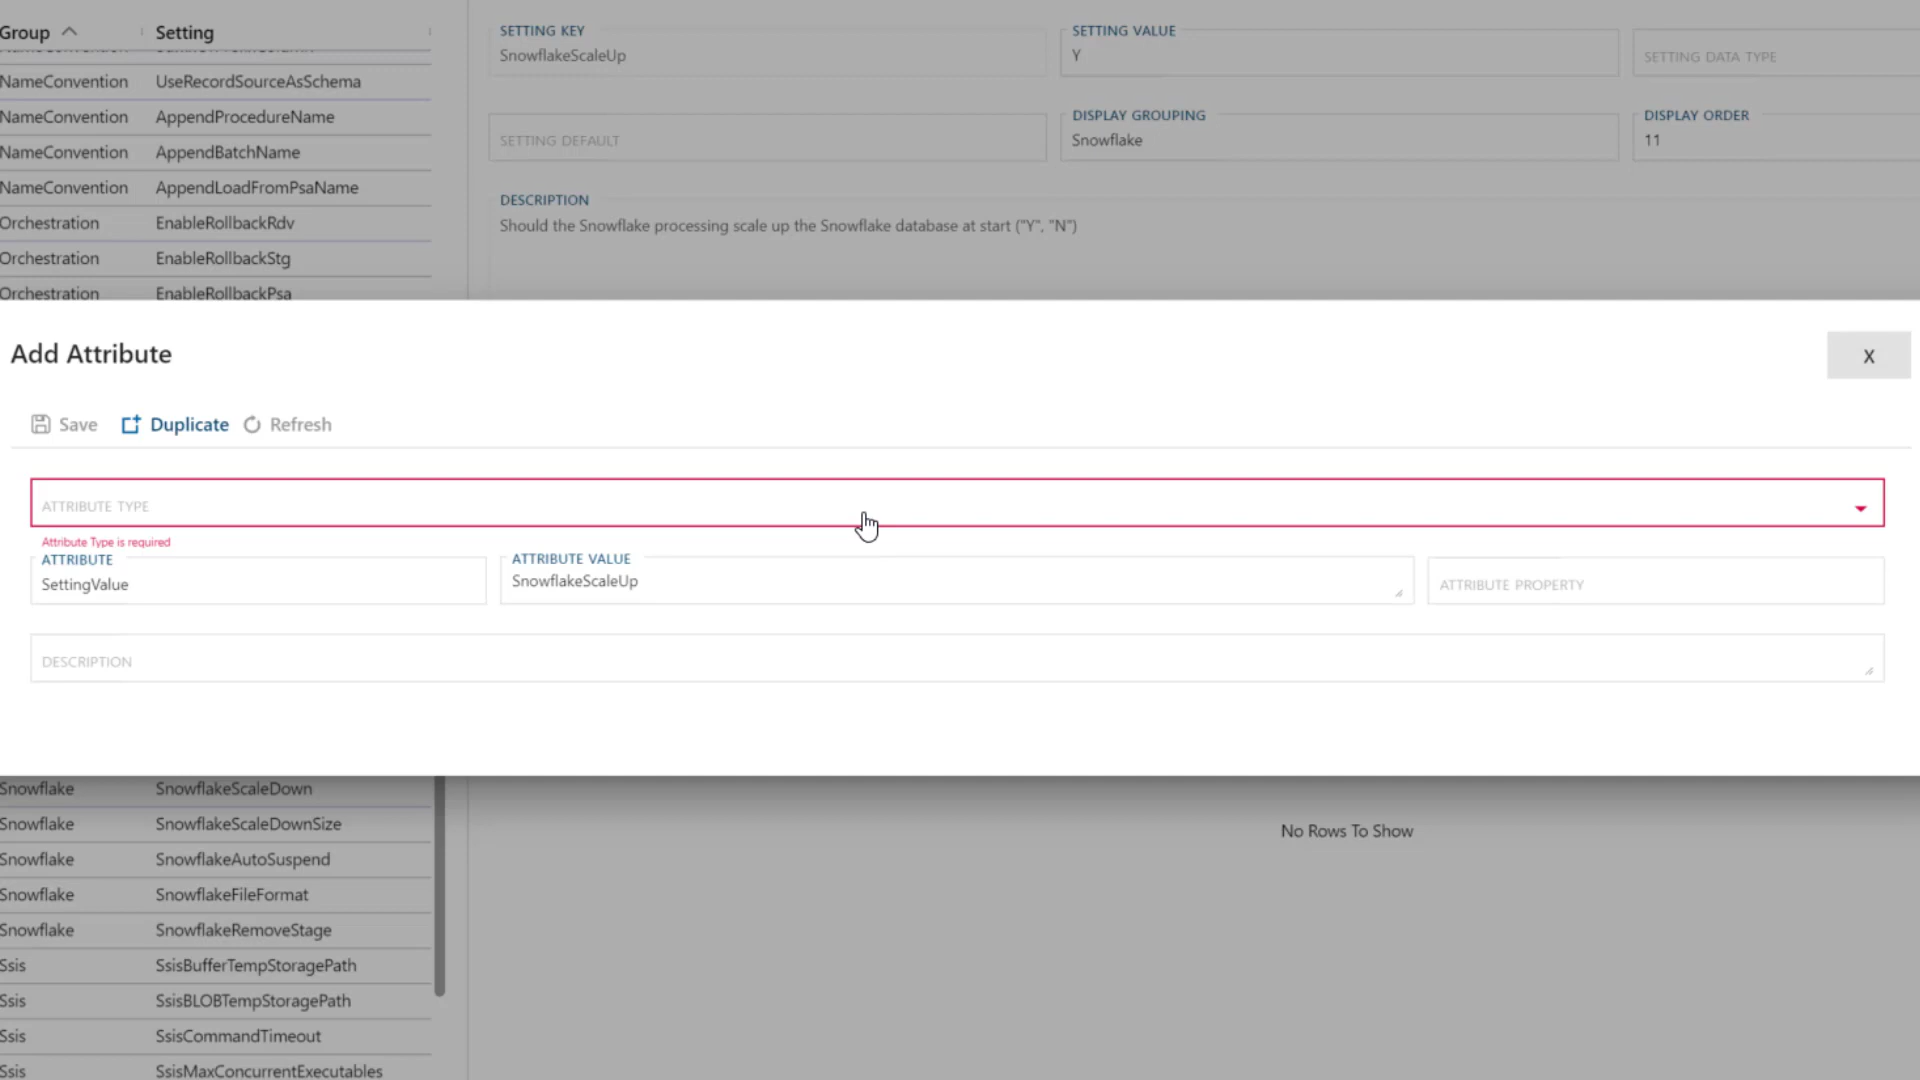 Group Setting
NameConvention UseRecordSourceAsSchema
NameConvention AppendProcedureName
NameConvention AppendBatchName
NameConvention AppendLoadFromPsaName
Orchestration EnableRollbackRdv
Orchestration EnableRollbackStg
Orchestration EnableRollbackPsa
SETTING KEY
SnowflakeScaleUp
SETTING VALUE
Y
SETTING DATA TYPE
SETTING DEFAULT
DISPLAY GROUPING
Snowflake
DISPLAY ORDER
11
DESCRIPTION
Should the Snowflake processing scale up the Snowflake database at start ("Y", "N")
Add Attribute
X
Save Duplicate Refresh
ATTRIBUTE TYPE
Attribute Type is required
ATTRIBUTE
SettingValue
ATTRIBUTE VALUE
SnowflakeScaleUp
ATTRIBUTE PROPERTY
DESCRIPTION
Snowflake SnowflakeScaleDown
Snowflake SnowflakeScaleDownSize
Snowflake SnowflakeAutoSuspend
Snowflake SnowflakeFileFormat
Snowflake SnowflakeRemoveStage
Ssis SsisBufferTempStoragePath
Ssis SsisBLOBTempStoragePath
Ssis SsisCommandTimeout
Ssis SsisMaxConcurrentExecutables
No Rows To Show